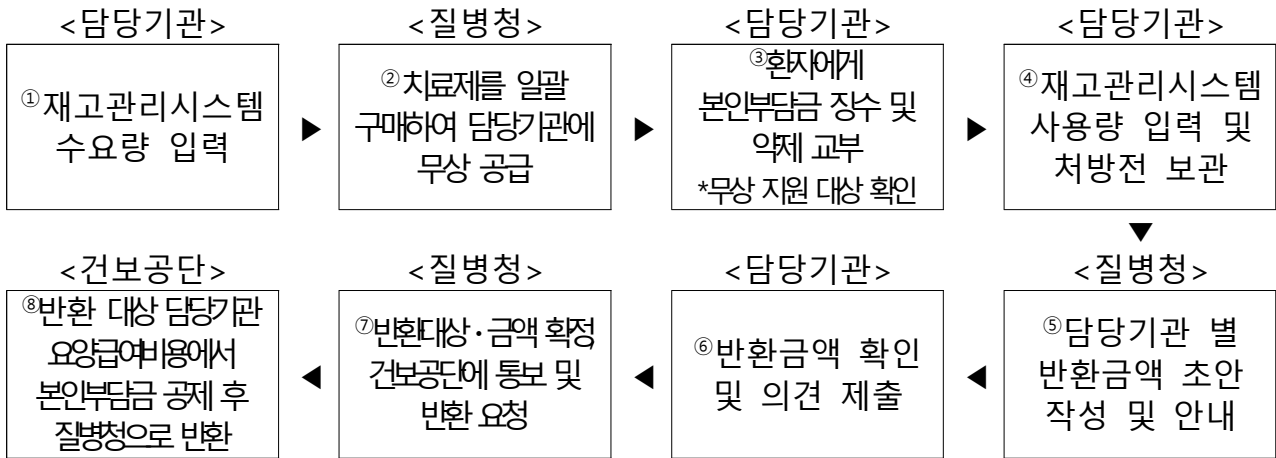 <담당기관>
①재고관리시스템
수요량 입력
▶
<질병청>
②치료제를 일괄
구매하여 담당기관에
무상 공급
▶
<담당기관>
③환자에게
본인부담금 장수 및
약제 교부
*무상 지원 대상 확인
▶
<담당기관>
④재고관리시스템
사용량 입력 및
처방전 보관
▼
<질병청>
⑤담당기관 별
반환금액 초안
작성 및 안내
◀
<담당기관>
⑥반환금액 확인
및 의견 제출
◀
<질병청>
⑦반환대상·금액 확정,
건보공단에 통보 및
반환 요청
◀
<건보공단>
⑧반환 대상 담당기관
요양급여비용에서
본인부담금 공제 후
질병청으로 반환